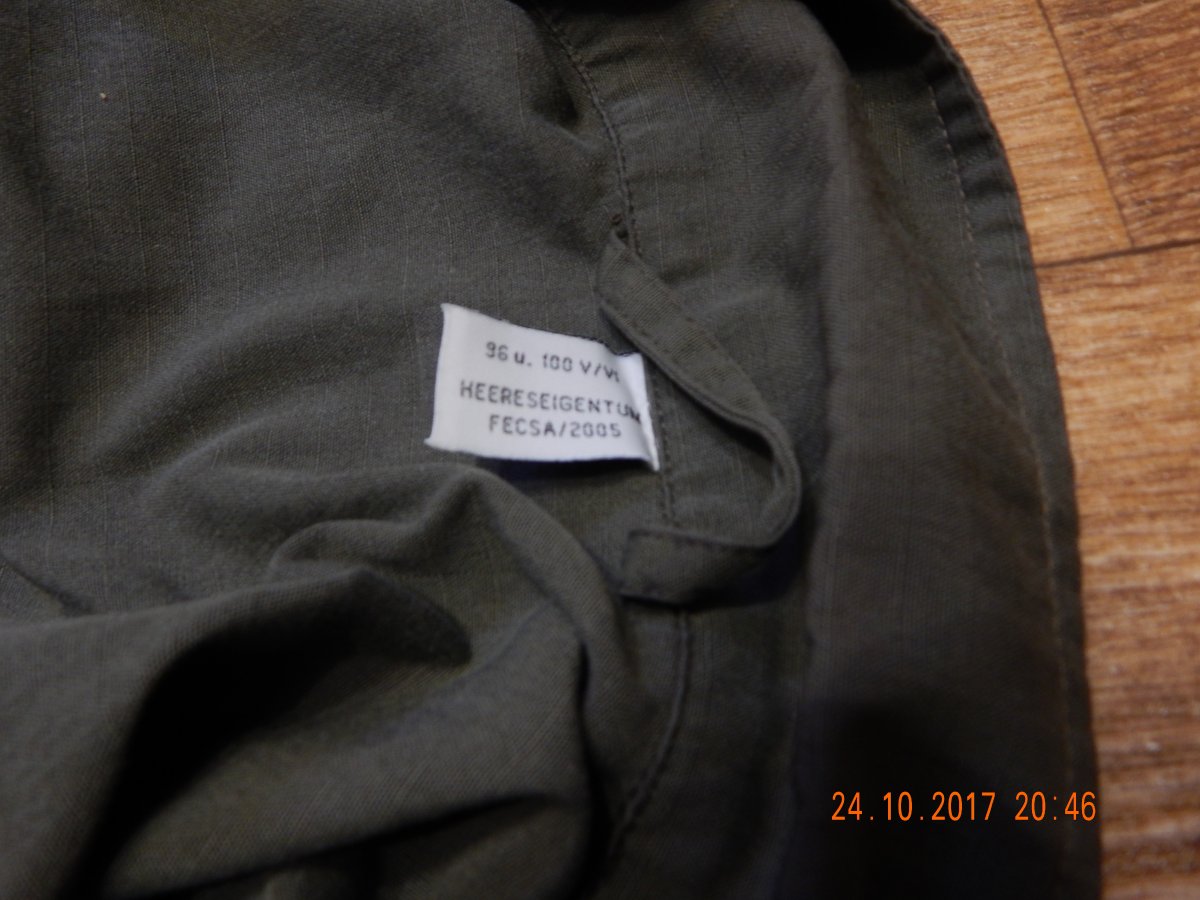 96 u. 100 V/VI
HEERESEIGENTUM
FECSA/2005
24.10.2017 20:46